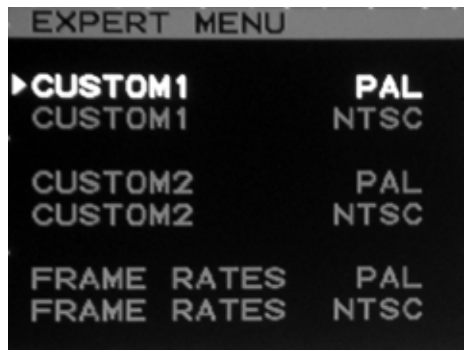 EXPERT MENU
CUSTOM1 PAL
CUSTOM1 NTSC
CUSTOM2 PAL
CUSTOM2 NTSC
FRAME RATES PAL
FRAME RATES NTSC